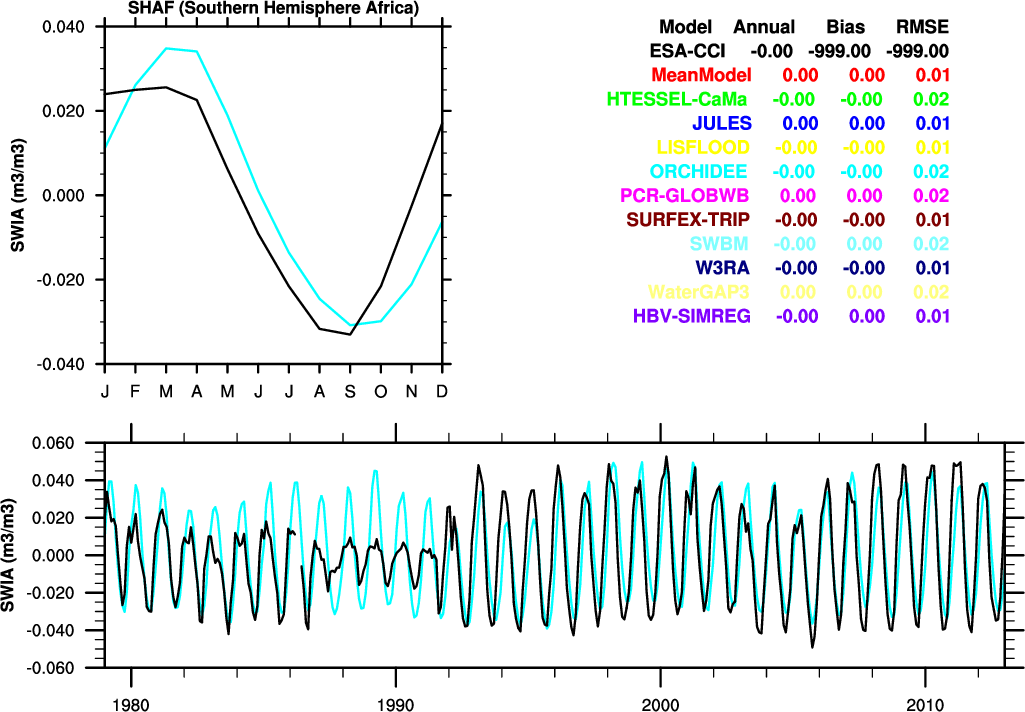 SHAF (Southern Hemisphere Africa)
0.040
0.020
0.000
-0.020
-0.040
SWIA (m3/m3)
J F M A M J J A S O N D
Model Annual Bias RMSE
ESA-CCI -0.00 -999.00 -999.00
MeanModel 0.00 0.00 0.01
HTESSEL-CaMa -0.00 -0.00 0.02
JULES 0.00 0.00 0.01
LISFLOOD -0.00 -0.00 0.01
ORCHIDEE -0.00 -0.00 0.02
PCR-GLOBWB 0.00 0.00 0.02
SURFEX-TRIP -0.00 -0.00 0.01
SWBM -0.00 0.00 0.02
W3RA -0.00 -0.00 0.01
WaterGAP3 0.00 0.00 0.02
HBV-SIMREG -0.00 0.00 0.01
0.060
0.040
0.020
0.000
-0.020
-0.040
-0.060
SWIA (m3/m3)
1980 1990 2000 2010